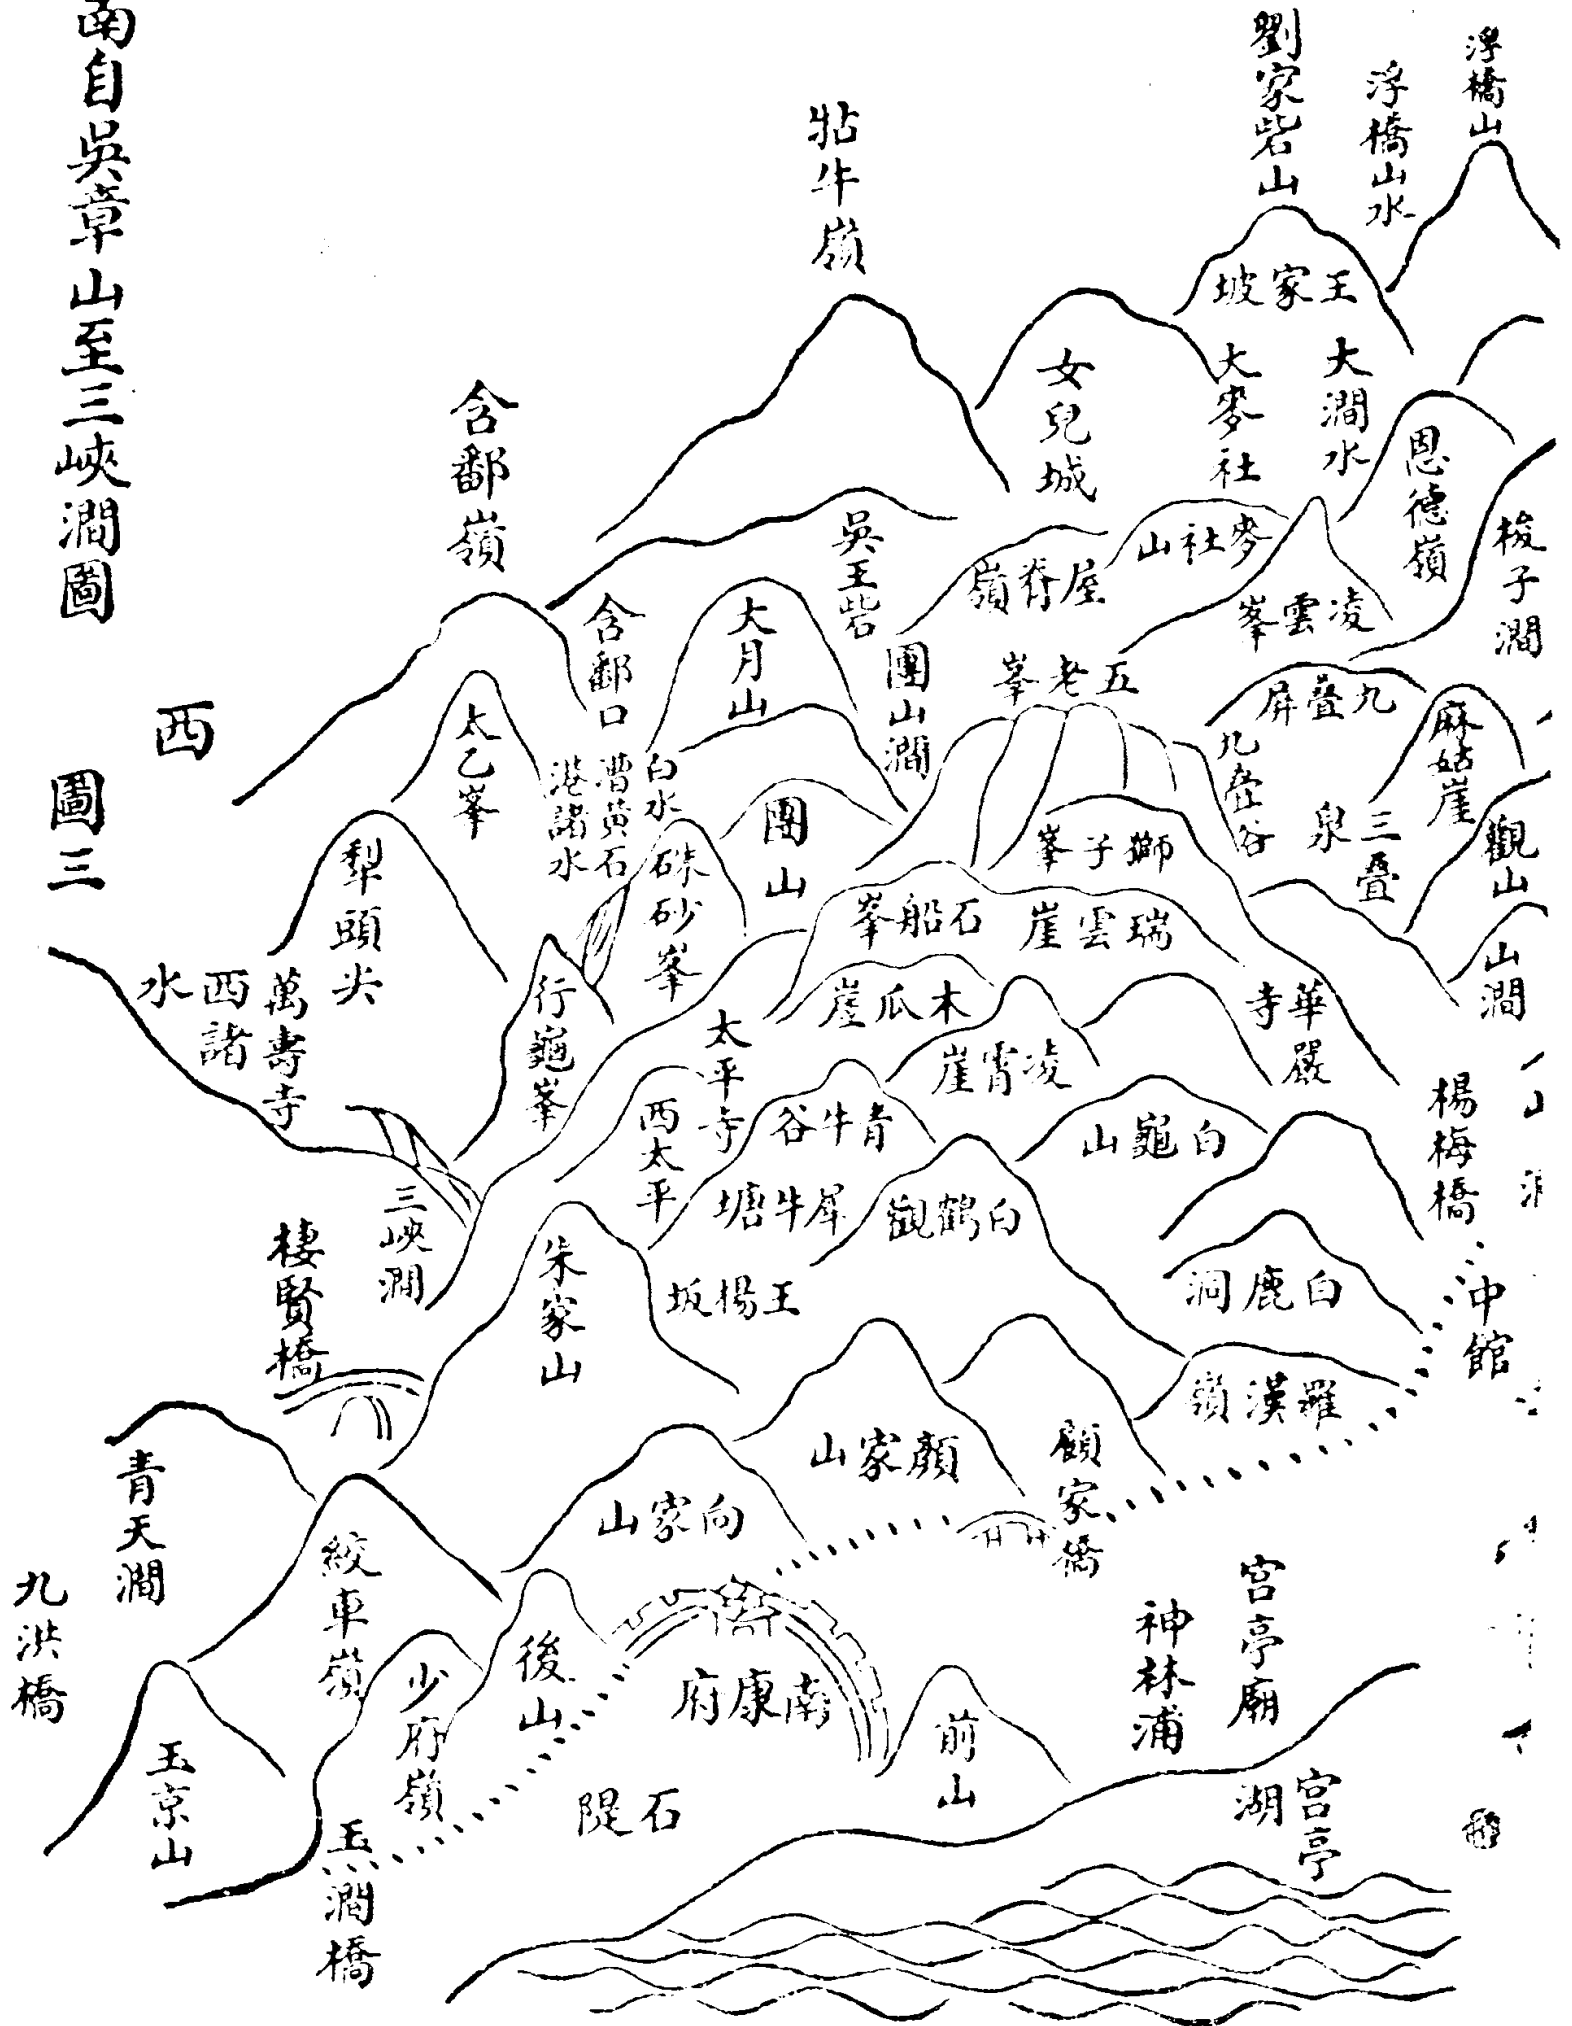 南自吳章山至三峽澗圖
西
圖三
浮橋山
浮橋山水
劉家砦山
王家坡
牯牛嶺
女兒城
大麥社
大澗水
恩德嶺
梭子澗
含鄱嶺
吳王砦
屋脊嶺
麥社山
凌雲峯
含鄱口
大月山
團山澗
五老峯
九疊屏
九疊谷
三疊泉
麻姑崖
觀山
山澗
太乙峯
白水
漕黃石
港諸水
硃砂峯
團山
獅子峯
犁頭尖
石船峯
瑞雲崖
萬壽寺
西諸水
行龜峯
木瓜崖
華嚴寺
太平寺
凌霄崖
西太平
青牛谷
白龜山
楊梅橋
三峽澗
犀牛塘
白鶴觀
棲賢橋
朱家山
王楊坂
白鹿洞
冲館
羅漢嶺
顏家山
顧家橋
青天澗
向家山
絞車嶺
九洪橋
後山
少府嶺
南康府
前山
神林浦
宮亭廟
玉京山
石隄
宮亭湖
玉澗橋